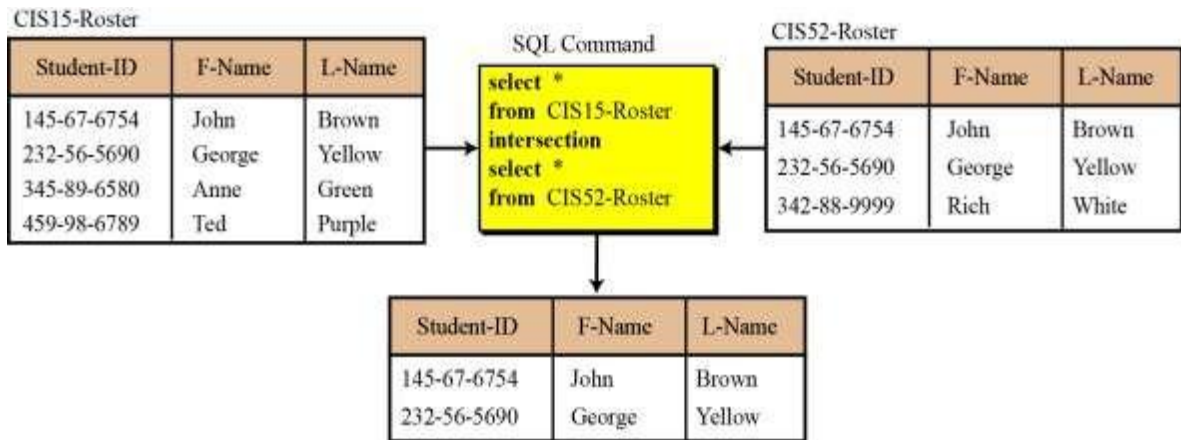 CIS15-Roster
Student-ID F-Name L-Name
145-67-6754 John Brown
232-56-5690 George Yellow
345-89-6580 Anne Green
459-98-6789 Ted Purple
SQL Command
select *
from CIS15-Roster
intersection
select *
from CIS52-Roster
CIS52-Roster
Student-ID F-Name L-Name
145-67-6754 John Brown
232-56-5690 George Yellow
342-88-9999 Rich White
Student-ID F-Name L-Name
145-67-6754 John Brown
232-56-5690 George Yellow